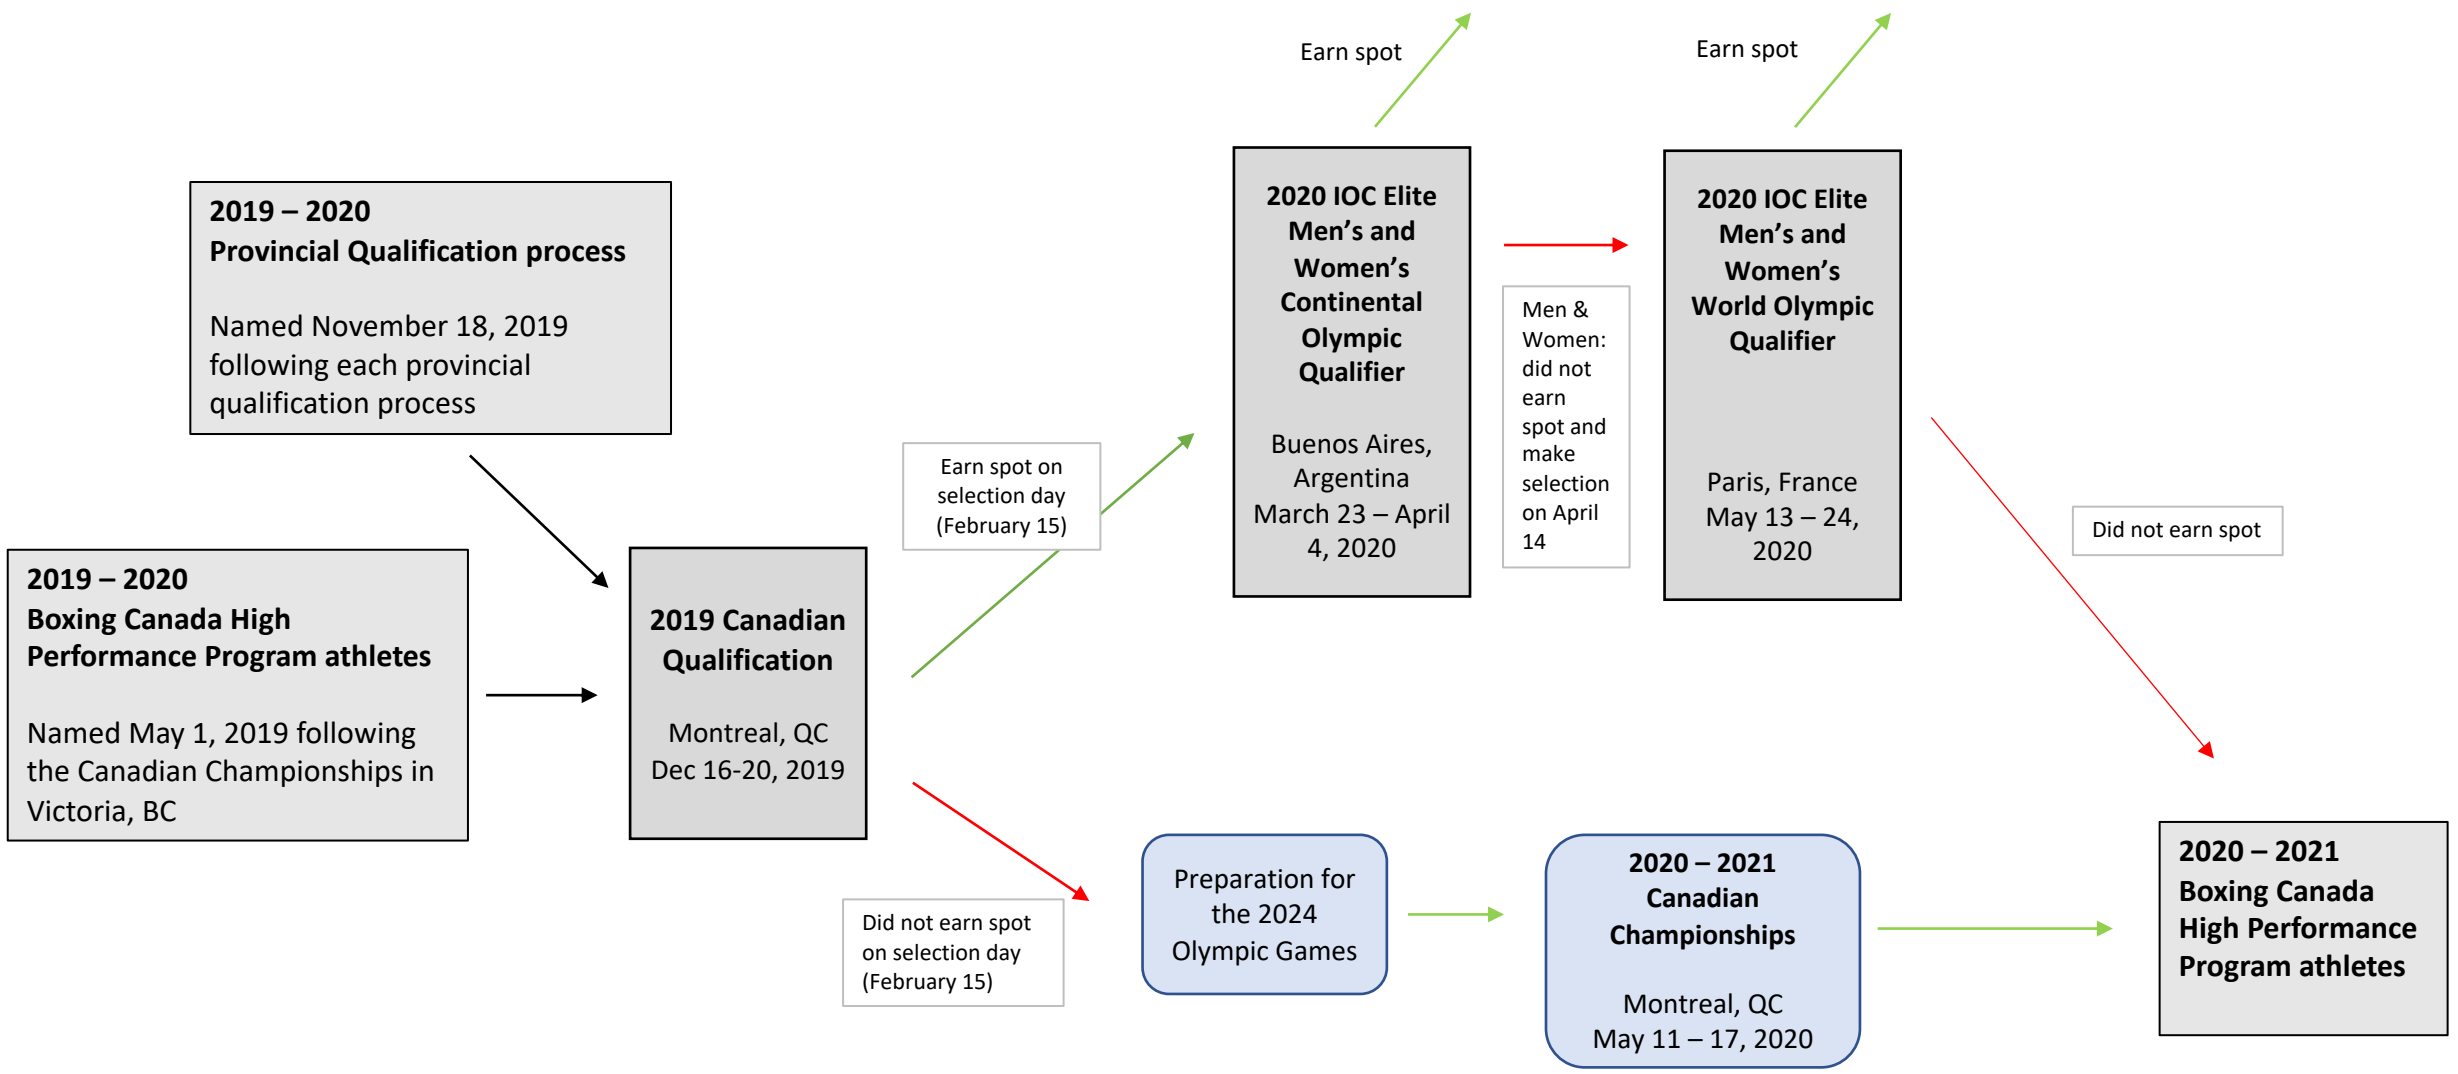 Earn spot
Earn spot
2019 – 2020
Provincial Qualification process
Named November 18, 2019
following each provincial
qualification process
2019 – 2020
Boxing Canada High
Performance Program athletes
Named May 1, 2019 following
the Canadian Championships in
Victoria, BC
2019 Canadian
Qualification
Montreal, QC
Dec 16-20, 2019
Earn spot on
selection day
(February 15)
Did not earn spot
on selection day
(February 15)
2020 IOC Elite
Men’s and
Women’s
Continental
Olympic
Qualifier
Buenos Aires,
Argentina
March 23 – April
4, 2020
Men &
Women:
did not
earn
spot and
make
selection
on April
14
2020 IOC Elite
Men’s and
Women’s
World Olympic
Qualifier
Paris, France
May 13 – 24,
2020
Did not earn spot
Preparation for
the 2024
Olympic Games
2020 – 2021
Canadian
Championships
Montreal, QC
May 11 – 17, 2020
2020 – 2021
Boxing Canada
High Performance
Program athletes